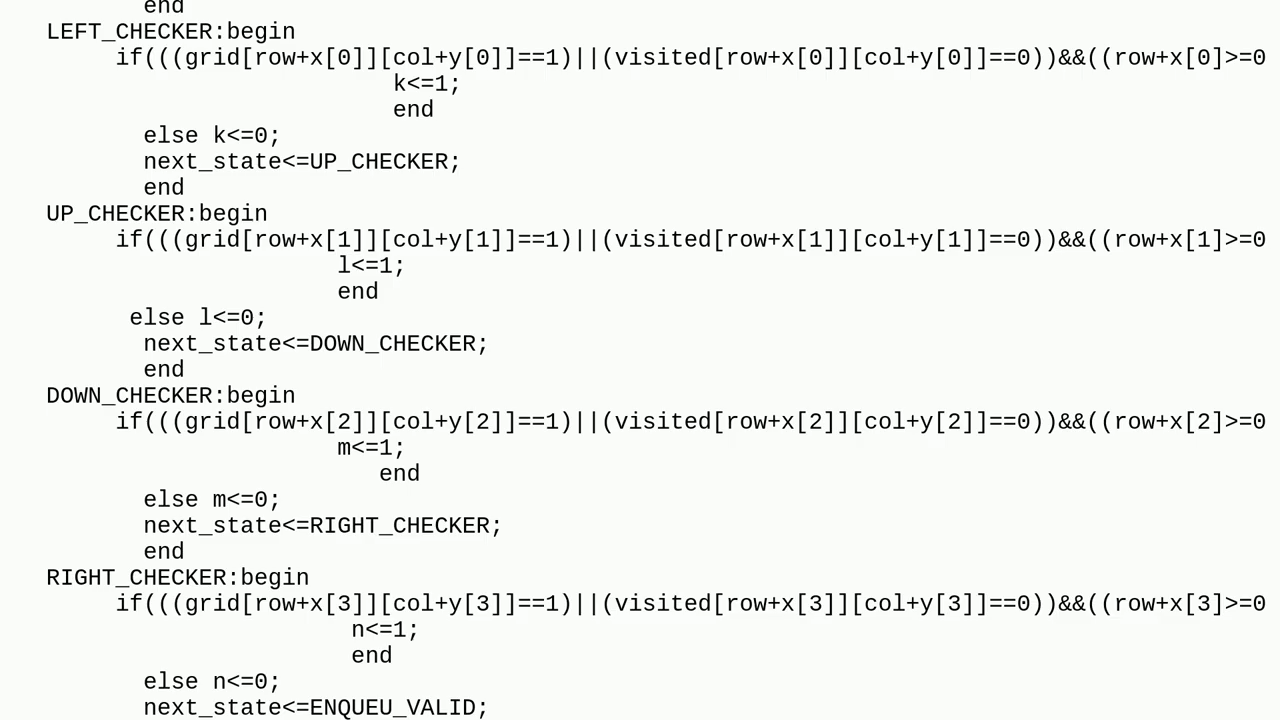 end
LEFT_CHECKER:begin
if(((grid[row+x[0]][col+y[0]]==1)||(visited[row+x[0]][col+y[0]]==0))&&((row+x[0]>=0
k<=1;
end
else k<=0;
next_state<=UP_CHECKER;
end
UP_CHECKER:begin
if(((grid[row+x[1]][col+y[1]]==1)||(visited[row+x[1]][col+y[1]]==0))&&((row+x[1]>=0
l<=1;
end
else l<=0;
next_state<=DOWN_CHECKER;
end
DOWN_CHECKER:begin
if(((grid[row+x[2]][col+y[2]]==1)||(visited[row+x[2]][col+y[2]]==0))&&((row+x[2]>=0
m<=1;
end
else m<=0;
next_state<=RIGHT_CHECKER;
end
RIGHT_CHECKER:begin
if(((grid[row+x[3]][col+y[3]]==1)||(visited[row+x[3]][col+y[3]]==0))&&((row+x[3]>=0
n<=1;
end
else n<=0;
next_state<=ENQUEU_VALID;